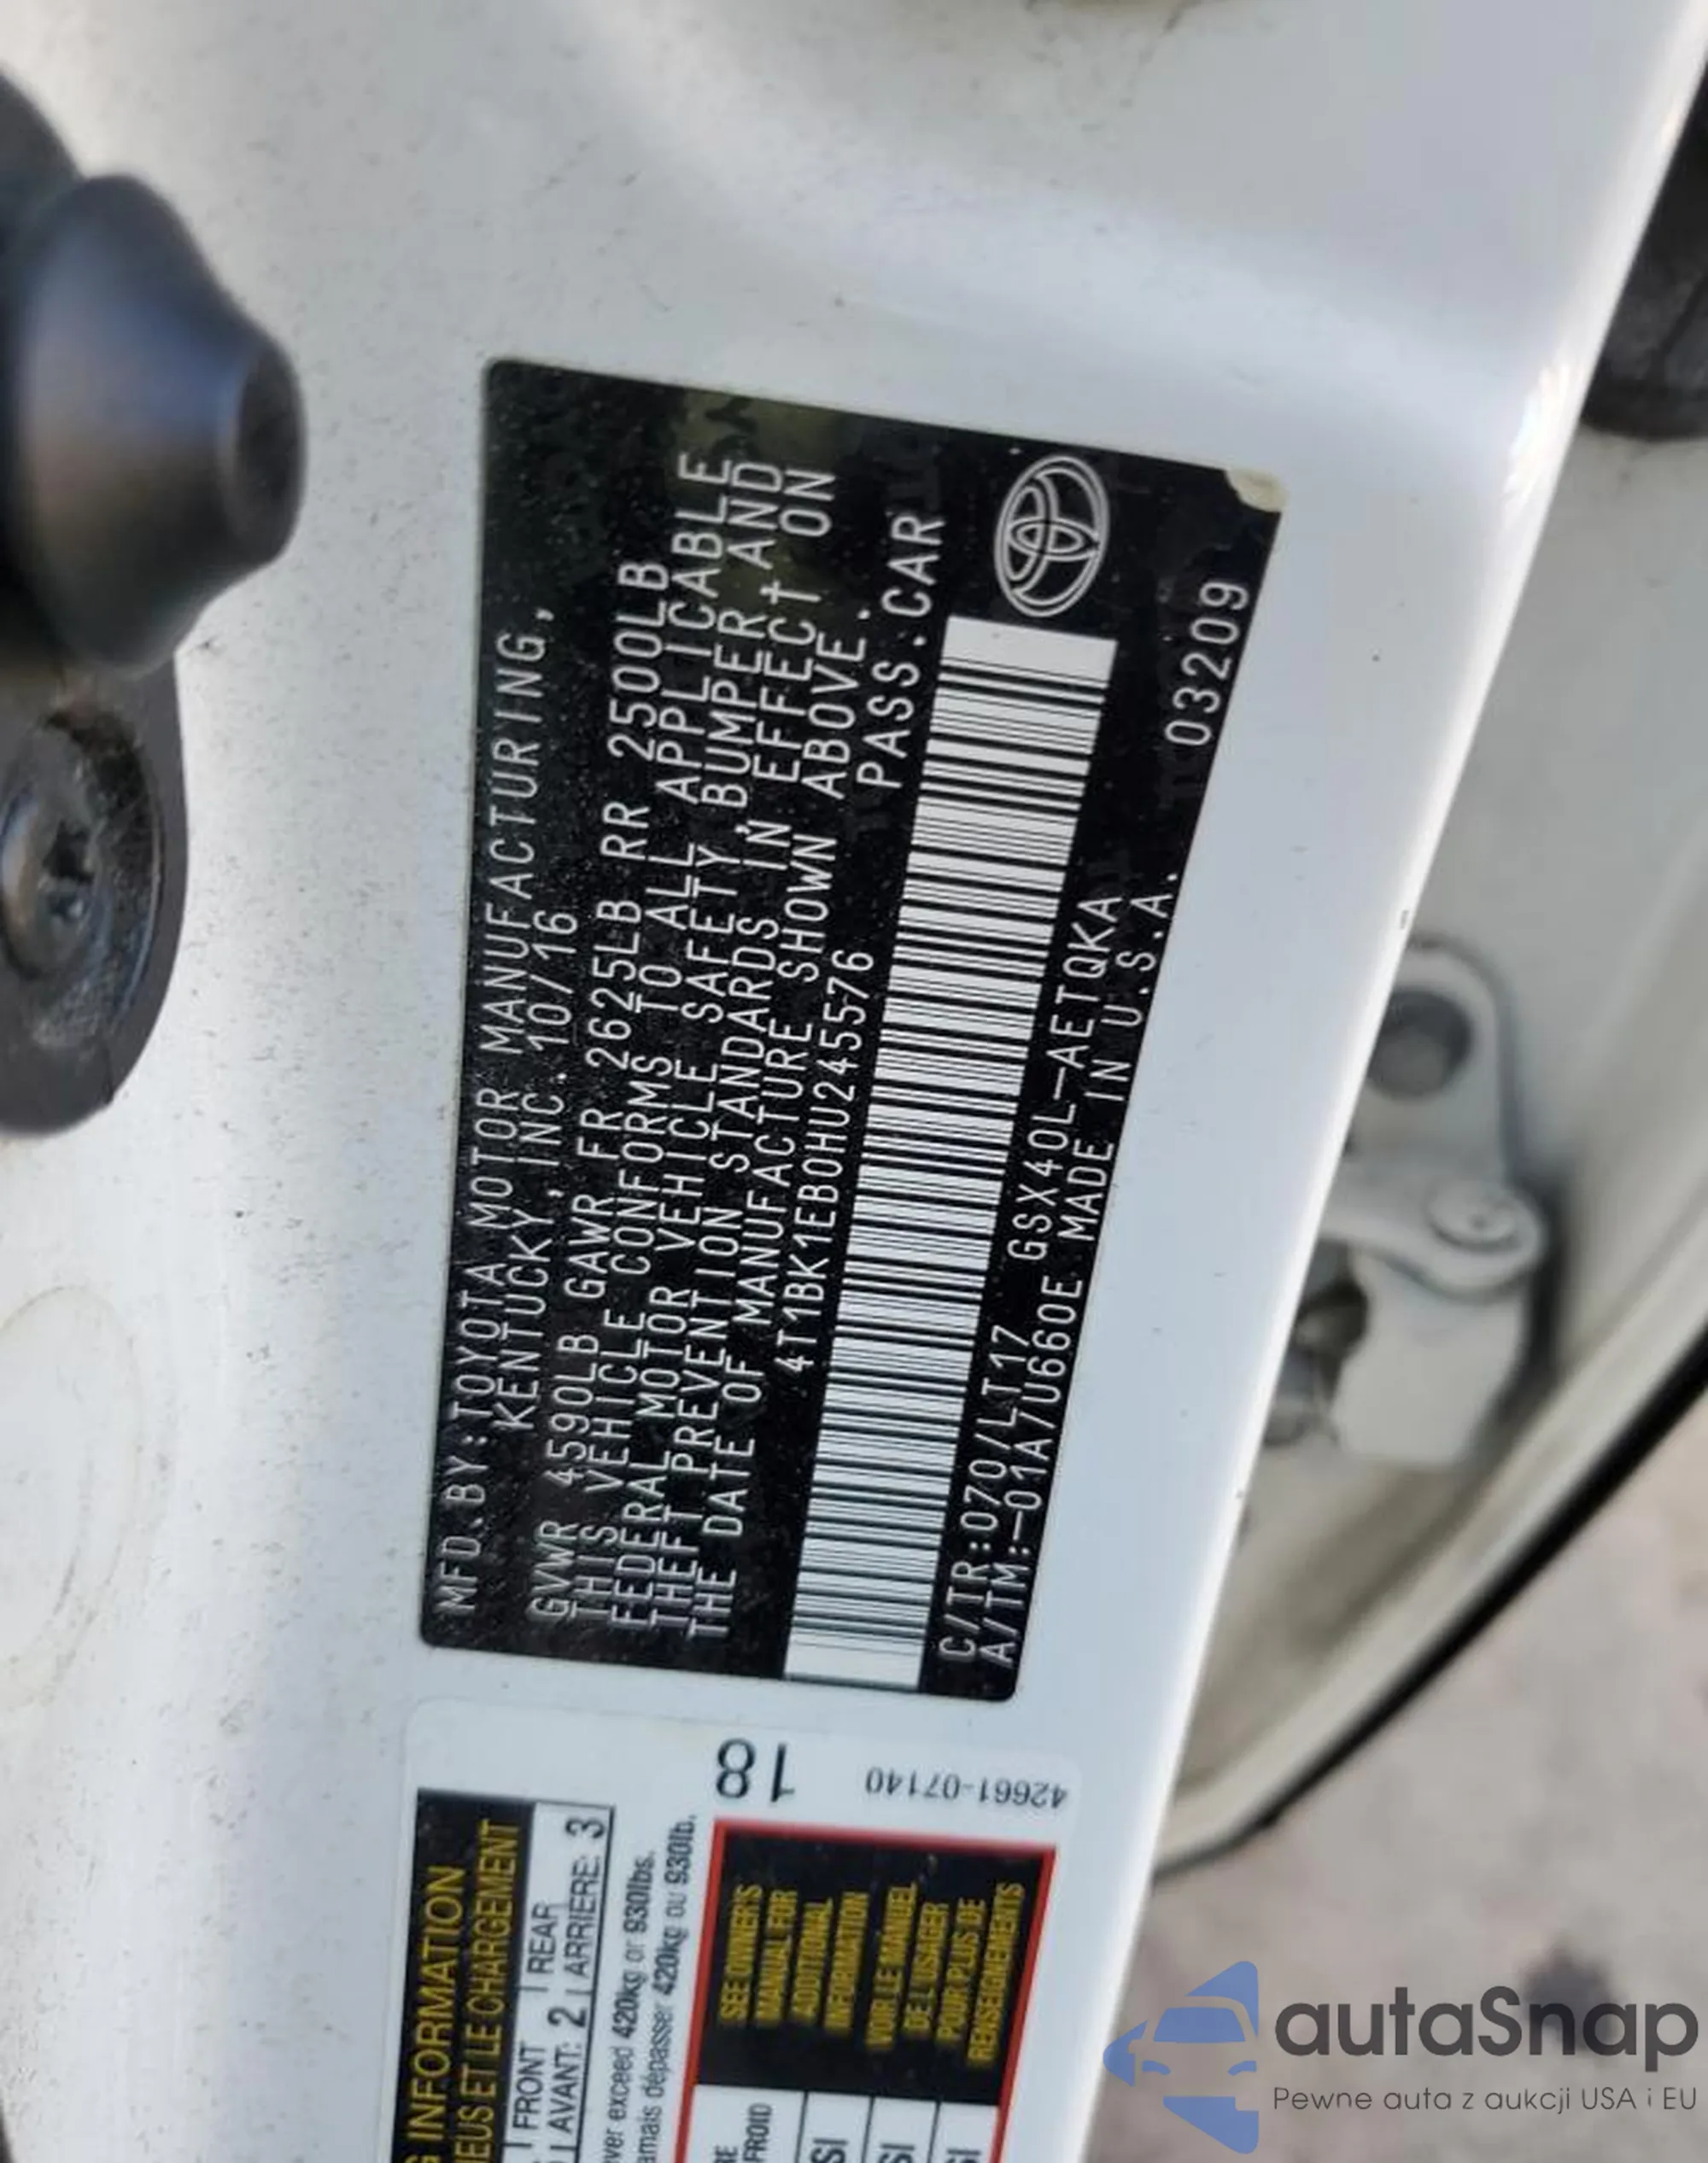 MFD.BY:TOYOTA MOTOR MANUFACTURING,
KENTUCKY,INC. 10/16
GVWR 4590LB GAWR FR 2625LB RR 2500LB
THIS VEHICLE CONFORMS TO ALL APPLICABLE
FEDERAL MOTOR VEHICLE SAFETY,BUMPER AND
THEFT PREVENTION STANDARDS IN EFFECt ON
THE DATE OF MANUFACTURE SHOWN ABOVE.
4T1BK1EB0HU245576 PASS.CAR
C/TR:070/LT17 GSX40L-AETQKA
A/TM:-01A/U660E MADE IN U.S.A. 03209
18
42661-07140
INFORMATION
ET LE CHARGEMENT
FRONT REAR
AVANT: 2 ARRIERE: 3
exceed 420kg or 930lbs.
dépasser 420kg ou 930lb.
SEE OWNER'S
MANUAL FOR
ADDITIONAL
INFORMATION
VOIR LE MANUEL
DE L'USAGER
POUR PLUS DE
RENSEIGNEMENTS
FROID
autaSnap
Pewne auta z aukcji USA i EU